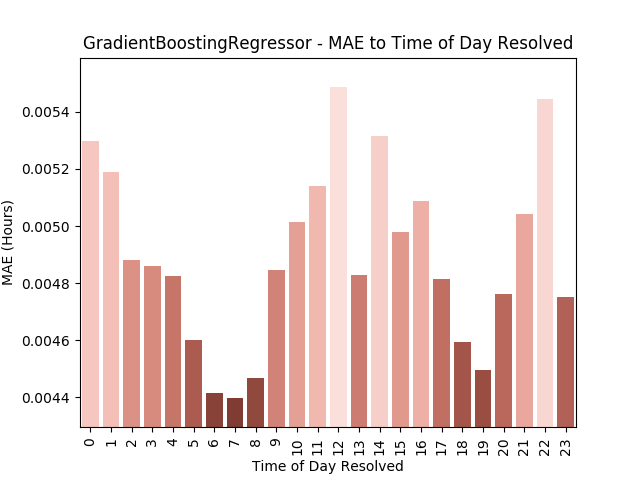 GradientBoostingRegressor - MAE to Time of Day Resolved
MAE (Hours)
0.0054
0.0052
0.0050
0.0048
0.0046
0.0044
0 1 2 3 4 5 6 7 8 9 10 11 12 13 14 15 16 17 18 19 20 21 22 23
Time of Day Resolved